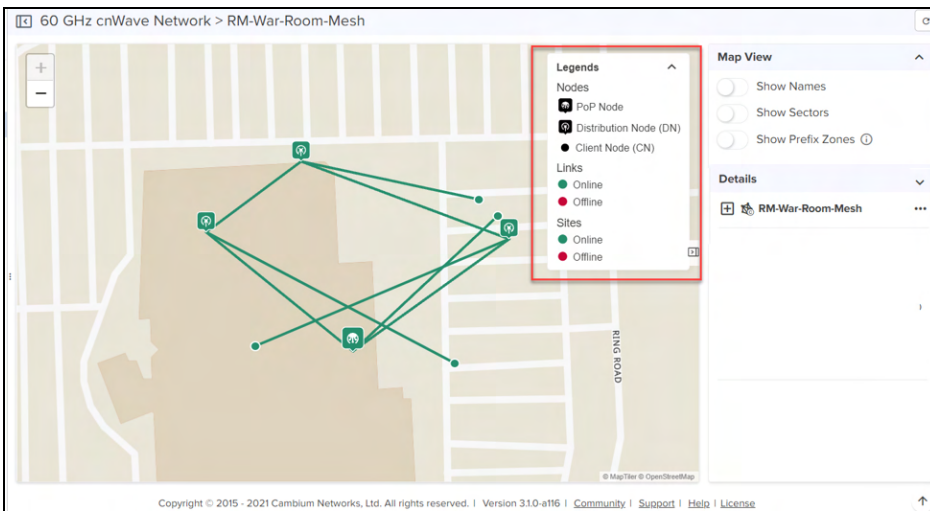 60 GHz cnWave Network > RM-War-Room-Mesh
Legends
Nodes
PoP Node
Distribution Node (DN)
Client Node (CN)
Links
Online
Offline
Sites
Online
Offline
RING ROAD
© MapTiler © OpenStreetMap
Map View
Show Names
Show Sectors
Show Prefix Zones
Details
RM-War-Room-Mesh
Copyright © 2015 - 2021 Cambium Networks, Ltd. All rights reserved. | Version 3.1.0-a116 | Community | Support | Help | License